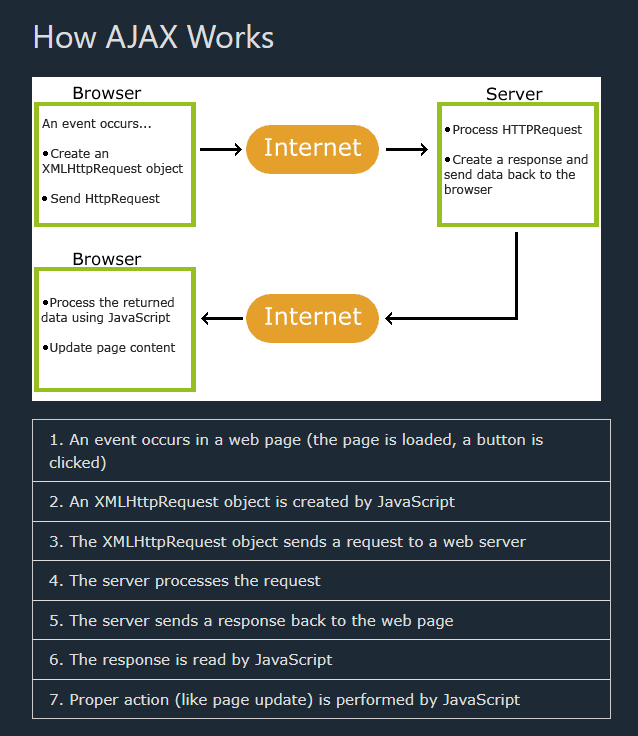 How AJAX Works
Browser
An event occurs...
•Create an
XMLHttpRequest object
• Send HttpRequest
Internet
Server
•Process HTTPRequest
•Create a response and
send data back to the
browser
Browser
•Process the returned
data using JavaScript
•Update page content
Internet
1. An event occurs in a web page (the page is loaded, a button is
clicked)
2. An XMLHttpRequest object is created by JavaScript
3. The XMLHttpRequest object sends a request to a web server
4. The server processes the request
5. The server sends a response back to the web page
6. The response is read by JavaScript
7. Proper action (like page update) is performed by JavaScript